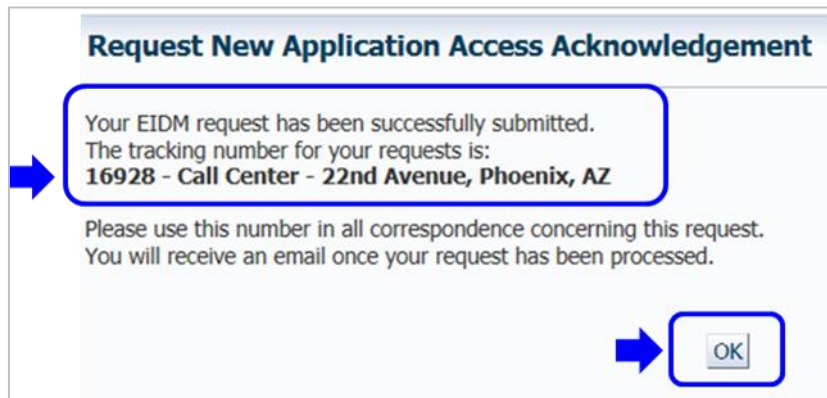 Request New Application Access Acknowledgement
Your EIDM request has been successfully submitted.
The tracking number for your requests is:
16928 - Call Center - 22nd Avenue, Phoenix, AZ
Please use this number in all correspondence concerning this request.
You will receive an email once your request has been processed.
OK